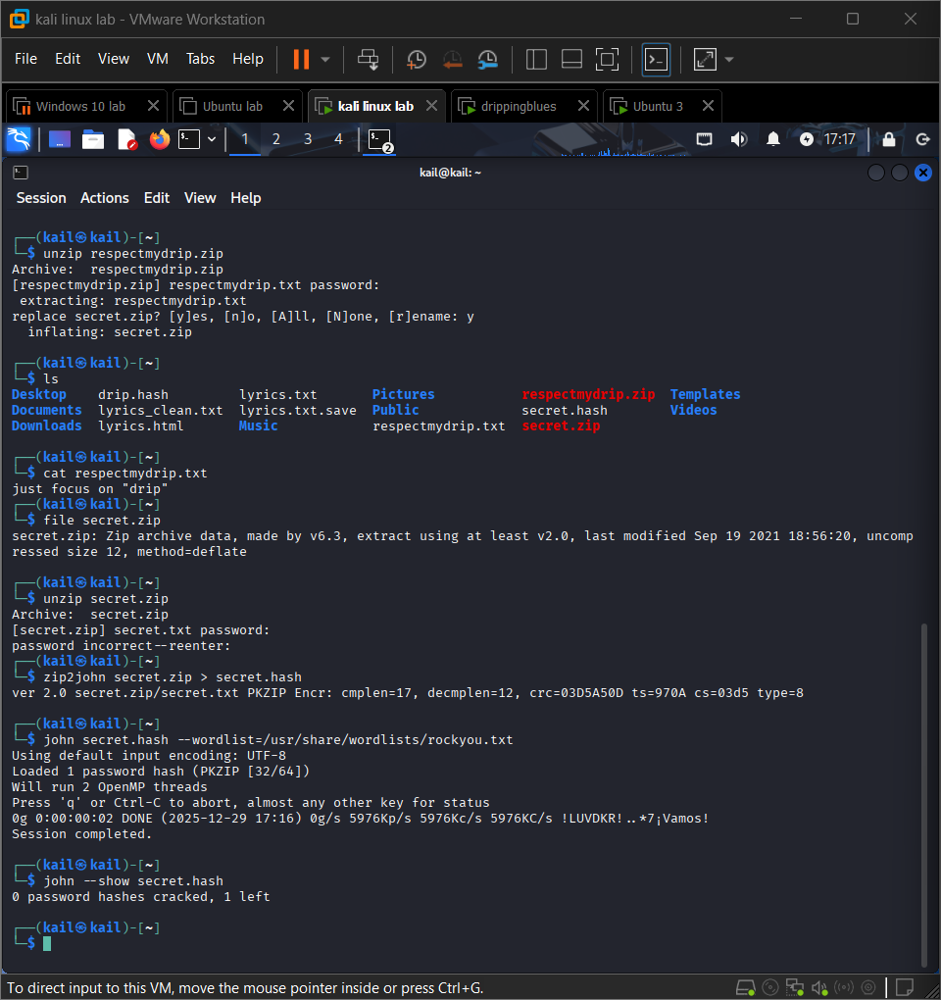 kali linux lab - VMware Workstation
File Edit View VM Tabs Help
Windows 10 lab Ubuntu lab kali linux lab drippingblues Ubuntu 3
1 2 3 4 2 17:17
kail@kail: ~
Session Actions Edit View Help
┌──(kail㉿kail)-[~]
└─$ unzip respectmydrip.zip
Archive:  respectmydrip.zip
[respectmydrip.zip] respectmydrip.txt password:
 extracting: respectmydrip.txt
replace secret.zip? [y]es, [n]o, [A]ll, [N]one, [r]ename: y
  inflating: secret.zip
┌──(kail㉿kail)-[~]
└─$ ls
Desktop drip.hash lyrics.txt Pictures respectmydrip.zip Templates
Documents lyrics_clean.txt lyrics.txt.save Public secret.hash Videos
Downloads lyrics.html Music respectmydrip.txt secret.zip
┌──(kail㉿kail)-[~]
└─$ cat respectmydrip.txt
just focus on "drip"
┌──(kail㉿kail)-[~]
└─$ file secret.zip
secret.zip: Zip archive data, made by v6.3, extract using at least v2.0, last modified Sep 19 2021 18:56:20, uncomp
ressed size 12, method=deflate
┌──(kail㉿kail)-[~]
└─$ unzip secret.zip
Archive:  secret.zip
[secret.zip] secret.txt password:
password incorrect--reenter:
┌──(kail㉿kail)-[~]
└─$ zip2john secret.zip > secret.hash
ver 2.0 secret.zip/secret.txt PKZIP Encr: cmplen=17, decmplen=12, crc=03D5A50D ts=970A cs=03d5 type=8
┌──(kail㉿kail)-[~]
└─$ john secret.hash --wordlist=/usr/share/wordlists/rockyou.txt
Using default input encoding: UTF-8
Loaded 1 password hash (PKZIP [32/64])
Will run 2 OpenMP threads
Press 'q' or Ctrl-C to abort, almost any other key for status
0g 0:00:00:02 DONE (2025-12-29 17:16) 0g/s 5976Kp/s 5976Kc/s 5976KC/s !LUVDKR!..*7¡Vamos!
Session completed.
┌──(kail㉿kail)-[~]
└─$ john --show secret.hash
0 password hashes cracked, 1 left
┌──(kail㉿kail)-[~]
└─$
To direct input to this VM, move the mouse pointer inside or press Ctrl+G.